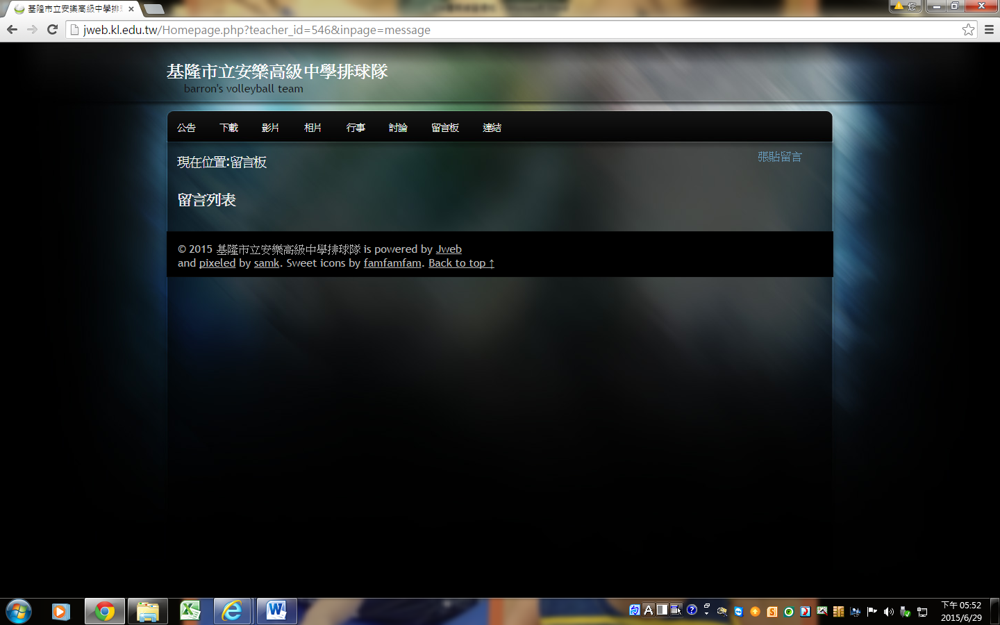 基隆市立安樂高級中學排
您
jweb.kl.edu.tw/Homepage.php?teacher_id=546&inpage=message
基隆市立安樂高級中學排球隊
barron's volleyball team
公告 下載 影片 相片 行事 討論 留言板 連結
現在位置:留言板
張貼留言
留言列表
© 2015 基隆市立安樂高級中學排球隊 is powered by Jweb
and pixeled by samk. Sweet icons by famfamfam. Back to top ↑
下午 05:52
2015/6/29